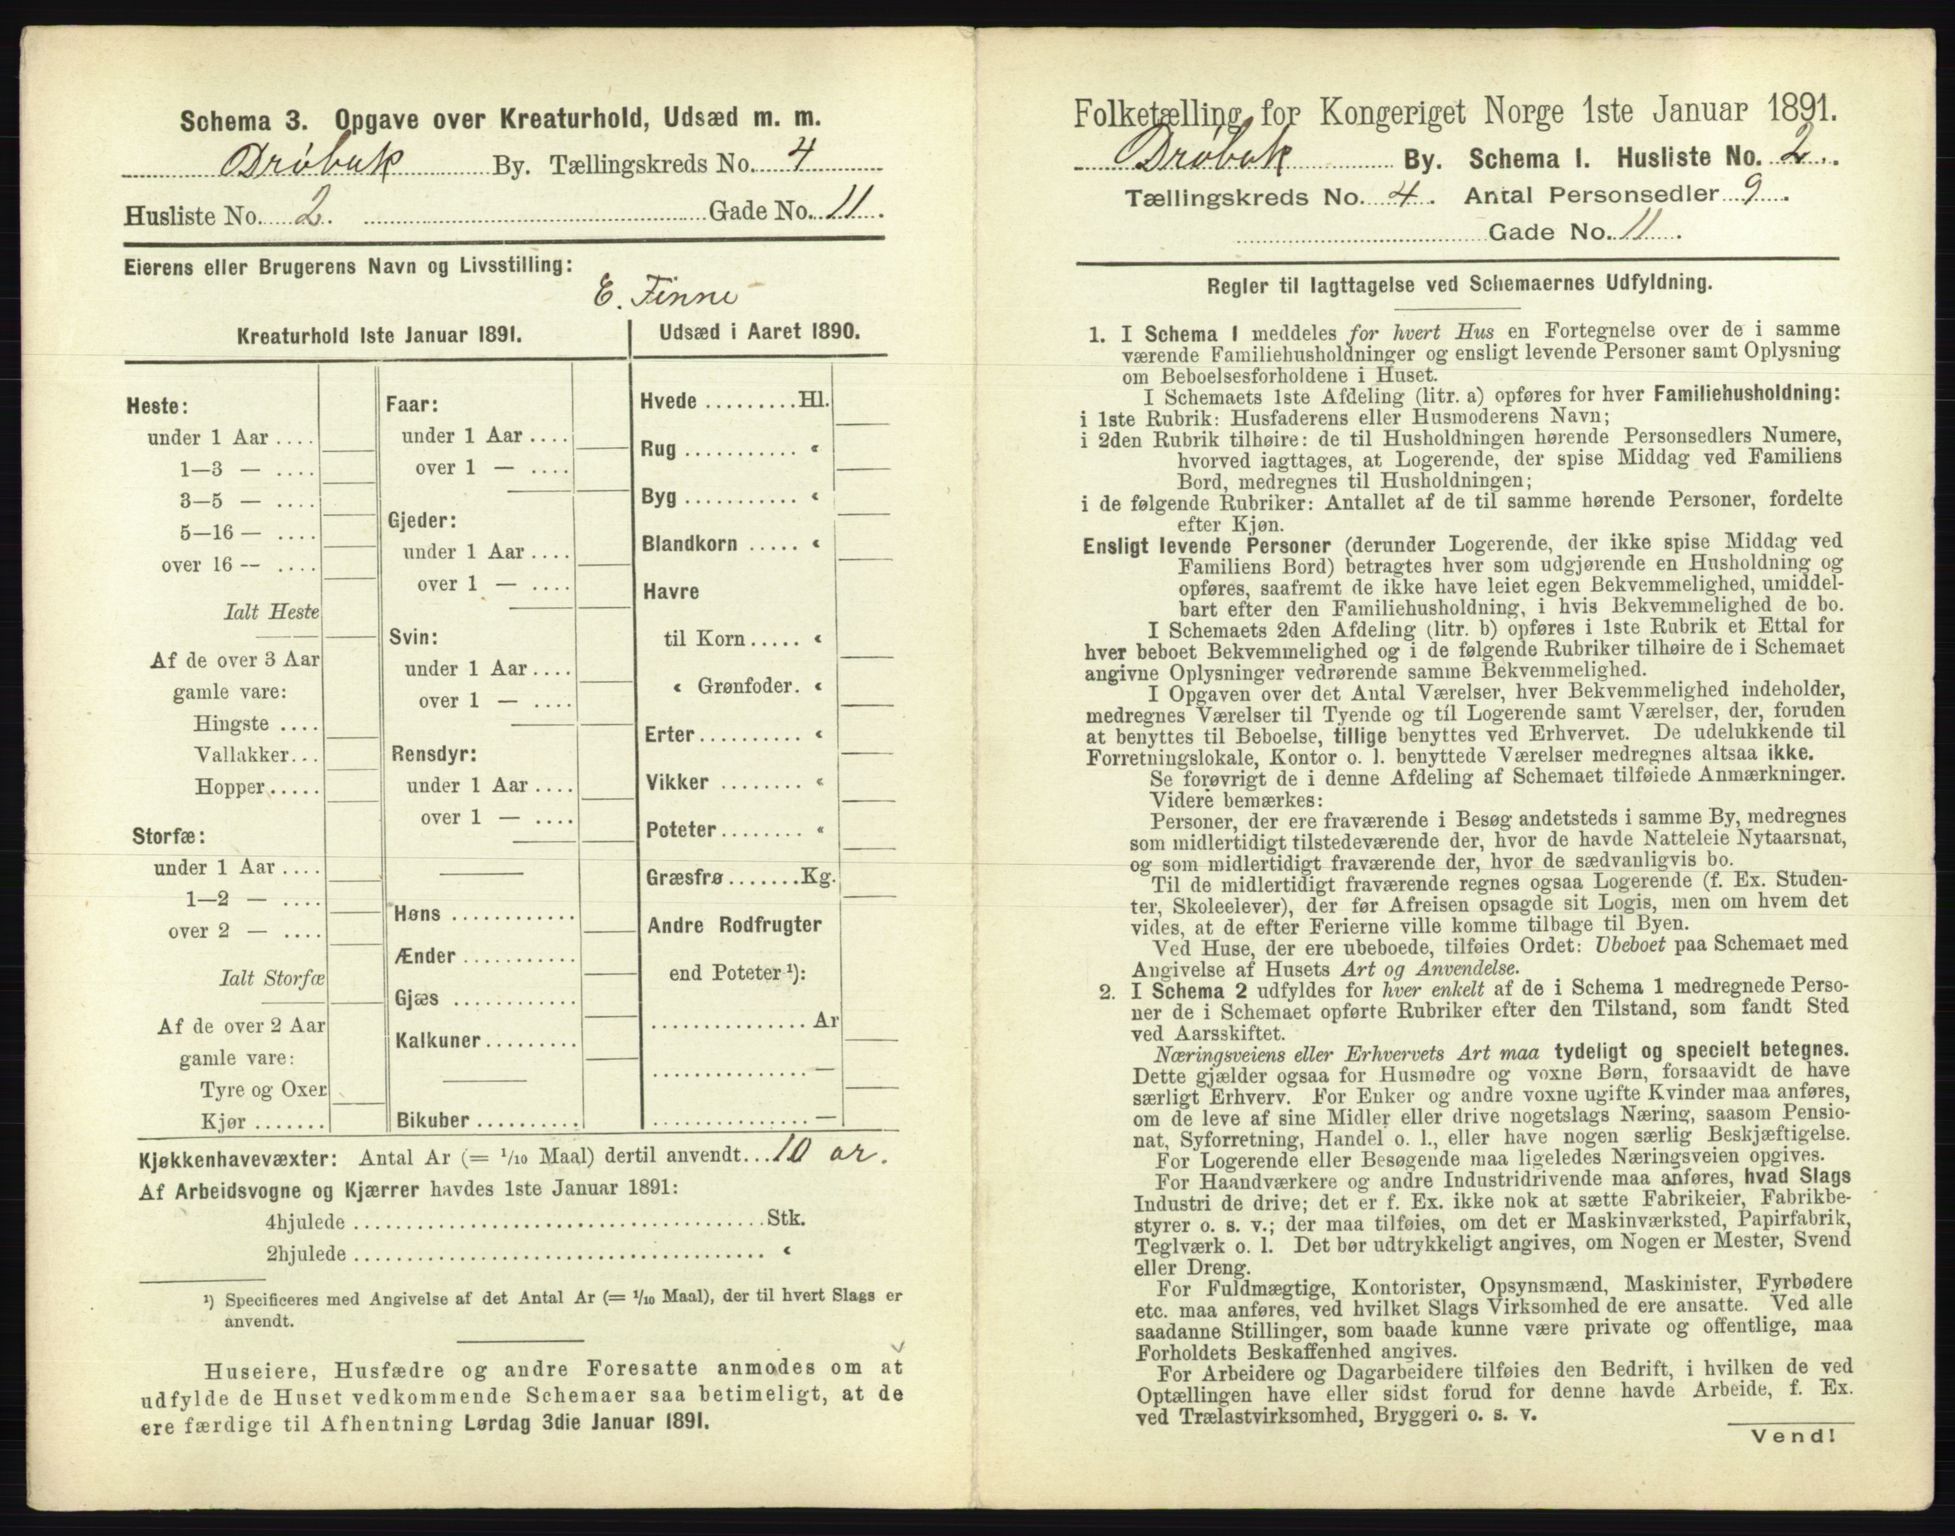 Schema 3. Opgave over Kreaturhold, Udsæd m. m.
Drøbak By. Tællingskreds No. 4
Husliste No. 2. Gade No. 11.
Eierens eller Brugerens Navn og Livsstilling:
E. Finne
Kreaturhold 1ste Januar 1891.
Heste:
under 1 Aar ....
1—3 — ....
3—5 — ....
5—16 — ....
over 16 — ....
Ialt Heste
Af de over 3 Aar
gamle vare:
Hingste ....
Vallakker...
Hopper.....
Storfæ:
under 1 Aar ....
1—2 — ....
over 2 — ....
Ialt Storfæ
Af de over 2 Aar
gamle vare:
Tyre og Oxer
Kjør .......
Faar:
under 1 Aar ....
over 1 — ....
Gjeder:
under 1 Aar ....
over 1 — ....
Svin:
under 1 Aar ....
over 1 — ....
Rensdyr:
under 1 Aar ....
over 1 — ....
Høns ............
Ænder ...........
Gjæs ............
Kalkuner.........
Bikuber ..........
Udsæd i Aaret 1890.
Hvede .........Hl.
Rug ........... «
Byg ........... «
Blandkorn ..... «
Havre
til Korn ..... «
« Grønfoder. «
Erter.......... «
Vikker ........ «
Poteter........ «
Græsfrø.......Kg.
Andre Rodfrugter
end Poteter ¹):
............... Ar
............... —
............... —
Kjøkkenhavevæxter: Antal Ar (= 1/10 Maal) dertil anvendt...10 ar.
Af Arbeidsvogne og Kjærrer havdes 1ste Januar 1891:
4hjulede ........................................Stk.
2hjulede ........................................ «
¹) Specificeres med Angivelse af det Antal Ar (= 1/10 Maal), der til hvert Slags er
anvendt.
Huseiere, Husfædre og andre Foresatte anmodes om at
udfylde de Huset vedkommende Schemaer saa betimeligt, at de
ere færdige til Afhentning Lørdag 3die Januar 1891.
Folketælling for Kongeriget Norge 1ste Januar 1891.
Drøbak By. Schema 1. Husliste No. 2.
Tællingskreds No. 4. Antal Personsedler 9.
Gade No. 11.
Regler til Iagttagelse ved Schemaernes Udfyldning.
1. I Schema 1 meddeles for hvert Hus en Fortegnelse over de i samme
værende Familiehusholdninger og ensligt levende Personer samt Oplysning
om Beboelsesforholdene i Huset.
I Schemaets 1ste Afdeling (litr. a) opføres for hver Familiehusholdning:
i 1ste Rubrik: Husfaderens eller Husmoderens Navn;
i 2den Rubrik tilhøire: de til Husholdningen hørende Personsedlers Numere,
hvorved iagttages, at Logerende, der spise Middag ved Familiens
Bord, medregnes til Husholdningen;
i de følgende Rubriker: Antallet af de til samme hørende Personer, fordelte
efter Kjøn.
Ensligt levende Personer (derunder Logerende, der ikke spise Middag ved
Familiens Bord) betragtes hver som udgjørende en Husholdning og
opføres, saafremt de ikke have leiet egen Bekvemmelighed, umiddel-
bart efter den Familiehusholdning, i hvis Bekvemmelighed de bo.
I Schemaets 2den Afdeling (litr. b) opføres i 1ste Rubrik et Ettal for
hver beboet Bekvemmelighed og i de følgende Rubriker tilhøire de i Schemaet
angivne Oplysninger vedrørende samme Bekvemmelighed.
I Opgaven over det Antal Værelser, hver Bekvemmelighed indeholder,
medregnes Værelser til Tyende og til Logerende samt Værelser, der, foruden
at benyttes til Beboelse, tillige benyttes ved Erhvervet. De udelukkende til
Forretningslokale, Kontor o. l. benyttede Værelser medregnes altsaa ikke.
Se forøvrigt de i denne Afdeling af Schemaet tilføiede Anmærkninger.
Videre bemærkes:
Personer, der ere fraværende i Besøg andetsteds i samme By, medregnes
som midlertidigt tilstedeværende der, hvor de havde Natteleie Nytaarsnat,
og som midlertidigt fraværende der, hvor de sædvanligvis bo.
Til de midlertidigt fraværende regnes ogsaa Logerende (f. Ex. Studen-
ter, Skoleelever), der før Afreisen opsagde sit Logis, men om hvem det
vides, at de efter Ferierne ville komme tilbage til Byen.
Ved Huse, der ere ubeboede, tilføies Ordet: Ubeboet paa Schemaet med
Angivelse af Husets Art og Anvendelse.
2. I Schema 2 udfyldes for hver enkelt af de i Schema 1 medregnede Perso-
ner de i Schemaet opførte Rubriker efter den Tilstand, som fandt Sted
ved Aarsskiftet.
Næringsveiens eller Erhvervets Art maa tydeligt og specielt betegnes.
Dette gjælder ogsaa for Husmødre og voxne Børn, forsaavidt de have
særligt Erhverv. For Enker og andre voxne ugifte Kvinder maa anføres,
om de leve af sine Midler eller drive nogetslags Næring, saasom Pensio-
nat, Syforretning, Handel o. l., eller have nogen særlig Beskjæftigelse.
For Logerende eller Besøgende maa ligeledes Næringsveien opgives.
For Haandværkere og andre Industridrivende maa anføres, hvad Slags
Industri de drive; det er f. Ex. ikke nok at sætte Fabrikeier, Fabrikbe-
styrer o. s. v.; der maa tilføies, om det er Maskinværksted, Papirfabrik,
Teglværk o. l. Det bør udtrykkeligt angives, om Nogen er Mester, Svend
eller Dreng.
For Fuldmægtige, Kontorister, Opsynsmænd, Maskinister, Fyrbødere
etc. maa anføres, ved hvilket Slags Virksomhed de ere ansatte. Ved alle
saadanne Stillinger, som baade kunne være private og offentlige, maa
Forholdets Beskaffenhed angives.
For Arbeidere og Dagarbeidere tilføies den Bedrift, i hvilken de ved
Optællingen have eller sidst forud for denne havde Arbeide, f. Ex.
ved Trælastvirksomhed, Bryggeri o. s. v.
Vend!